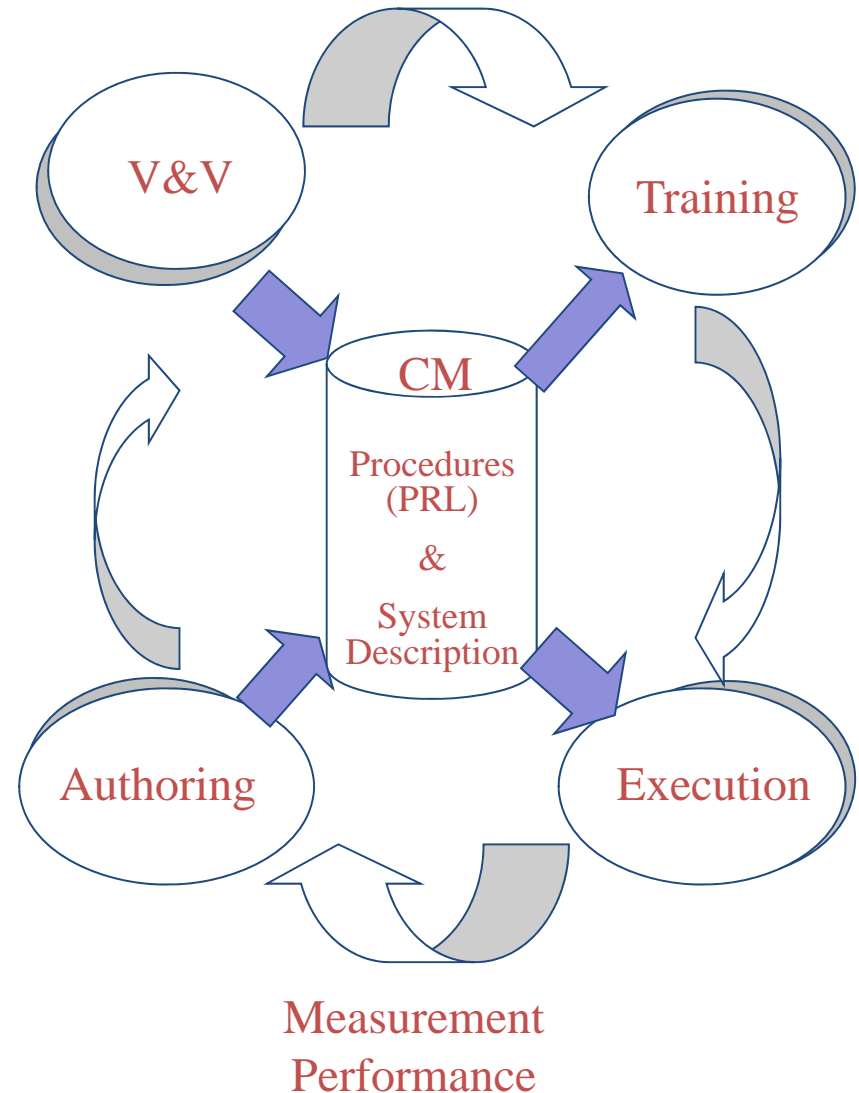 V&V
Training
CM
Procedures
(PRL)
&
System
Description
Authoring
Execution
Measurement
Performance